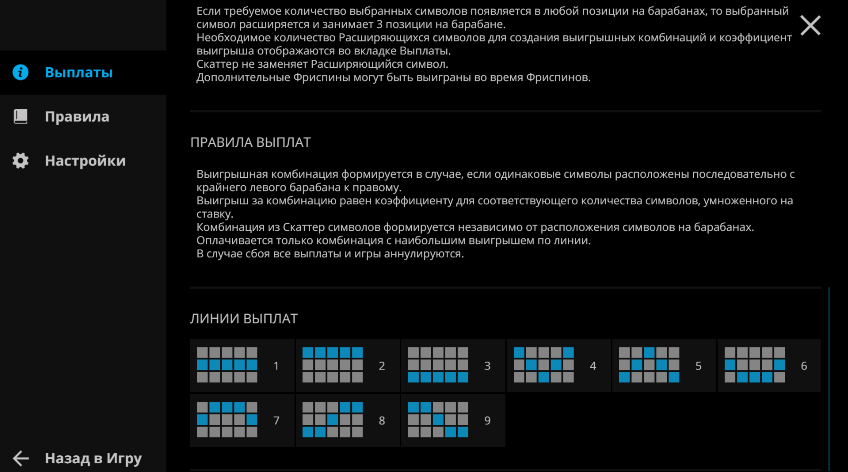 Если требуемое количество выбранных символов появляется в любой позиции на барабанах, то выбранный
символ расширяется и занимает 3 позиции на барабане.
Необходимое количество Расширяющихся символов для создания выигрышных комбинаций и коэффициент
выигрыша отображаются во вкладке Выплаты.
Скаттер не заменяет Расширяющийся символ.
Дополнительные Фриспины могут быть выиграны во время Фриспинов.
Выплаты
Правила
Настройки
Назад в Игру
ПРАВИЛА ВЫПЛАТ
Выигрышная комбинация формируется в случае, если одинаковые символы расположены последовательно с
крайнего левого барабана к правому.
Выигрыш за комбинацию равен коэффициенту для соответствующего количества символов, умноженного на
ставку.
Комбинация из Скаттер символов формируется независимо от расположения символов на барабанах.
Оплачивается только комбинация с наибольшим выигрышем по линии.
В случае сбоя все выплаты и игры аннулируются.
ЛИНИИ ВЫПЛАТ
1
2
3
4
5
6
7
8
9